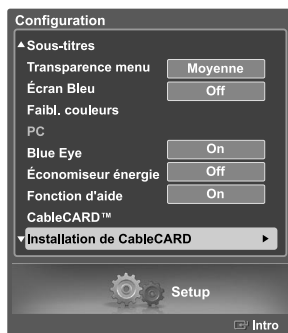 Configuration
▲Sous-titres
Transparence menu Moyenne
Écran Bleu Off
Faibl. couleurs
PC
Blue Eye On
Économiseur énergie Off
Fonction d'aide On
CableCARD™
▼Installation de CableCARD ►
Setup
Intro